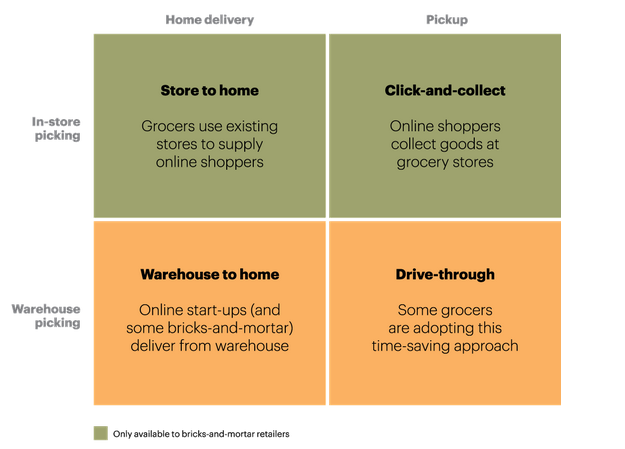 Home delivery
Pickup
In-store
picking
Store to home
Grocers use existing
stores to supply
online shoppers
Click-and-collect
Online shoppers
collect goods at
grocery stores
Warehouse
picking
Warehouse to home
Online start-ups (and
some bricks-and-mortar)
deliver from warehouse
Drive-through
Some grocers
are adopting this
time-saving approach
Only available to bricks-and-mortar retailers